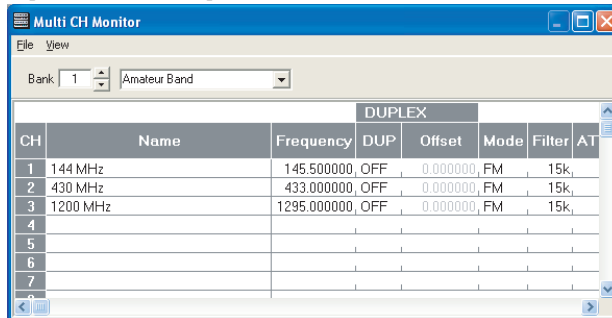 Multi CH Monitor
File View
Bank 1 Amateur Band
DUPLEX
CH Name Frequency DUP Offset Mode Filter AT
1 144 MHz 145.500000 OFF 0.000000 FM 15k
2 430 MHz 433.000000 OFF 0.000000 FM 15k
3 1200 MHz 1295.000000 OFF 0.000000 FM 15k
4
5
6
7